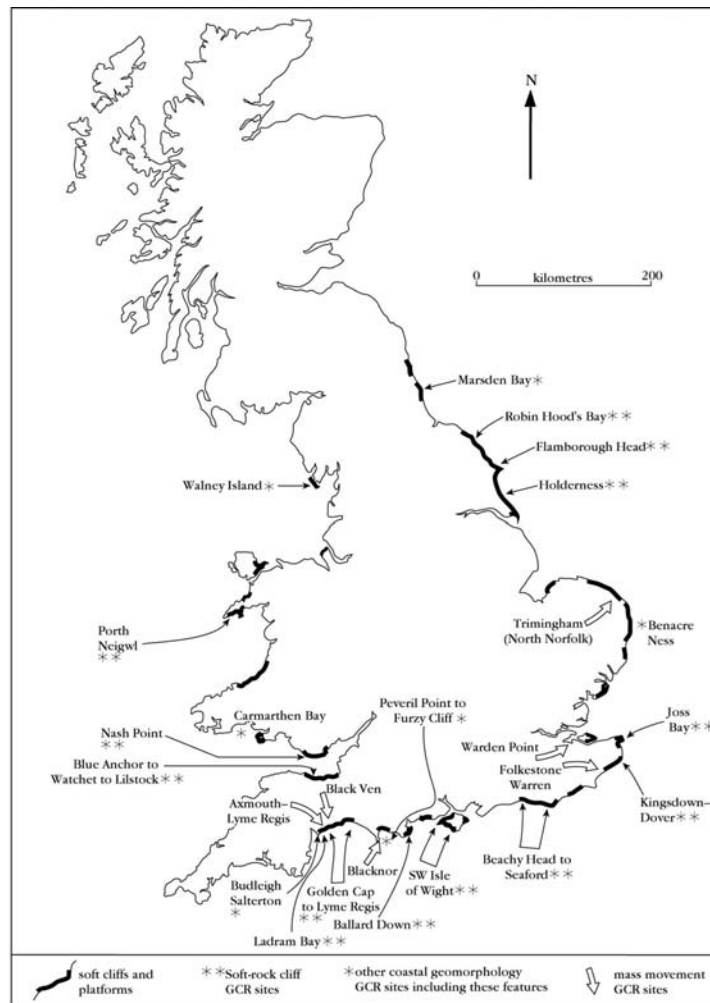 N
0 kilometres 200
Marsden Bay *
Robin Hood's Bay * *
Flamborough Head * *
Holderness * *
Walney Island *
Trimingham
(North Norfolk)
* Benacre
Ness
Porth
Neigwl
* *
Carmarthen Bay
*
Peveril Point to
Furzy Cliff *
Joss
Bay * *
Nash Point
* *
Warden Point
Blue Anchor to
Watchet to Lilstock * *
Folkestone
Warren
Black Ven
Axmouth–
Lyme Regis
Kingsdown–
Dover * *
Beachy Head to
Seaford * *
Blacknor
*
SW Isle
of Wight * *
Budleigh
Salterton
*
Golden Cap
to Lyme Regis
* *
Ballard Down * *
Ladram Bay * *
soft cliffs and
platforms
* * Soft-rock cliff
GCR sites
* other coastal geomorphology
GCR sites including these features
mass movement
GCR sites